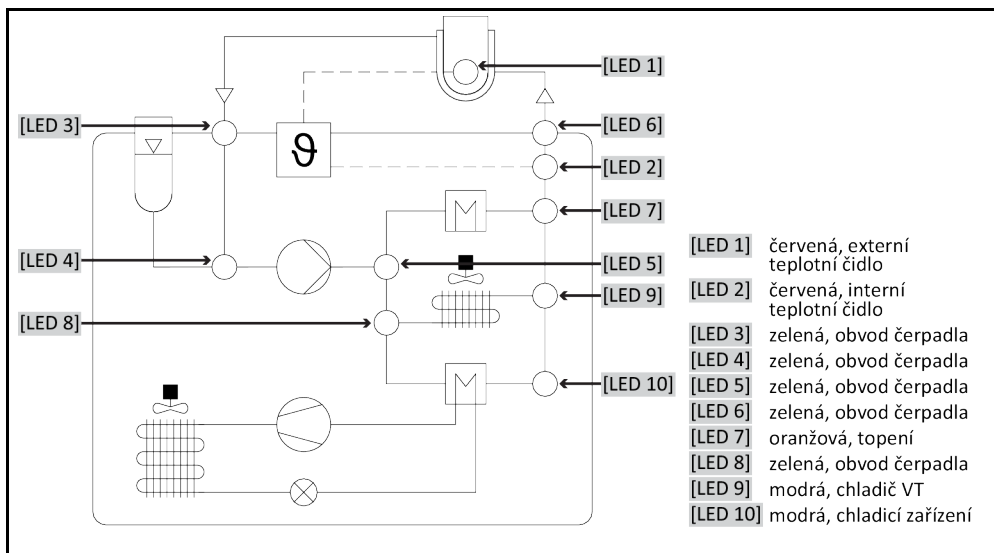 [LED 1]
[LED 3]
[LED 6]
ϑ
[LED 2]
[LED 7]
[LED 4]
[LED 5]
[LED 9]
[LED 8]
[LED 10]
[LED 1] červená, externí
teplotní čidlo
[LED 2] červená, interní
teplotní čidlo
[LED 3] zelená, obvod čerpadla
[LED 4] zelená, obvod čerpadla
[LED 5] zelená, obvod čerpadla
[LED 6] zelená, obvod čerpadla
[LED 7] oranžová, topení
[LED 8] zelená, obvod čerpadla
[LED 9] modrá, chladič VT
[LED 10] modrá, chladicí zařízení